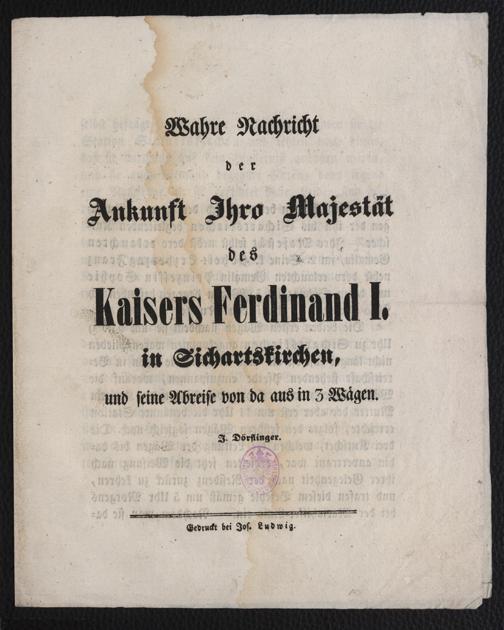 Wahre Nachricht
der
Ankunft Ihro Majestät
des
Kaisers Ferdinand I.
in Sichartskirchen,
und seine Abreise von da aus in 3 Wägen.
J. Dörflinger.
Gedruckt bei Jos. Ludwig.